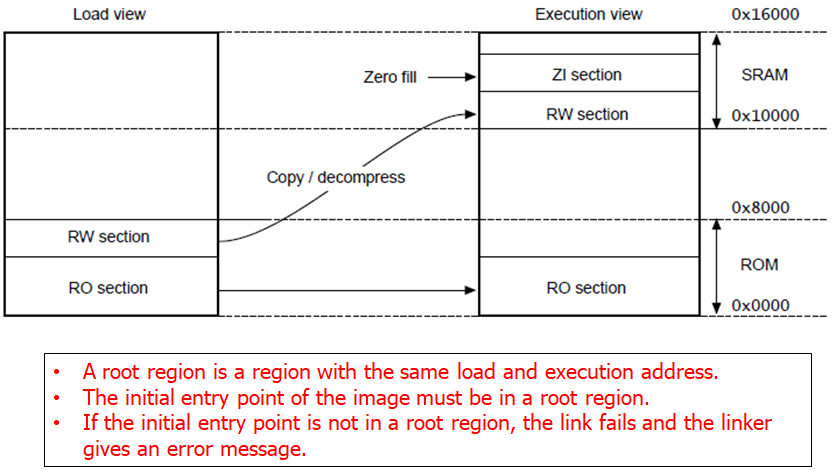 Load view
Execution view
0x16000
Zero fill
ZI section
SRAM
RW section
0x10000
Copy / decompress
0x8000
RW section
ROM
RO section
RO section
0x0000
• A root region is a region with the same load and execution address.
• The initial entry point of the image must be in a root region.
• If the initial entry point is not in a root region, the link fails and the linker
gives an error message.